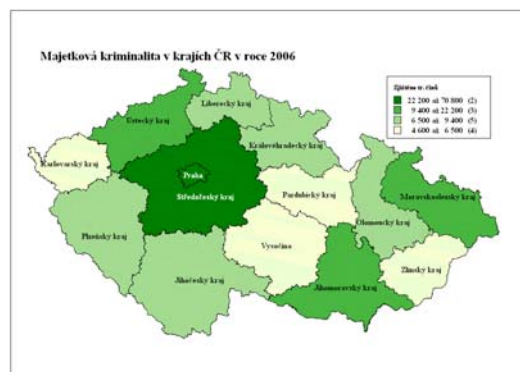 Majetková kriminalita v krajích ČR v roce 2006
Zjištěno tr. činů
22 200 až 70 800 (2)
9 400 až 22 200 (3)
6 500 až 9 400 (5)
4 600 až 6 500 (4)
Liberecký kraj
Ústecký kraj
Královéhradecký kraj
Karlovarský kraj
Praha
Středočeský kraj
Pardubický kraj
Moravskoslezský kraj
Olomoucký kraj
Plzeňský kraj
Vysočina
Zlínský kraj
Jihočeský kraj
Jihomoravský kraj